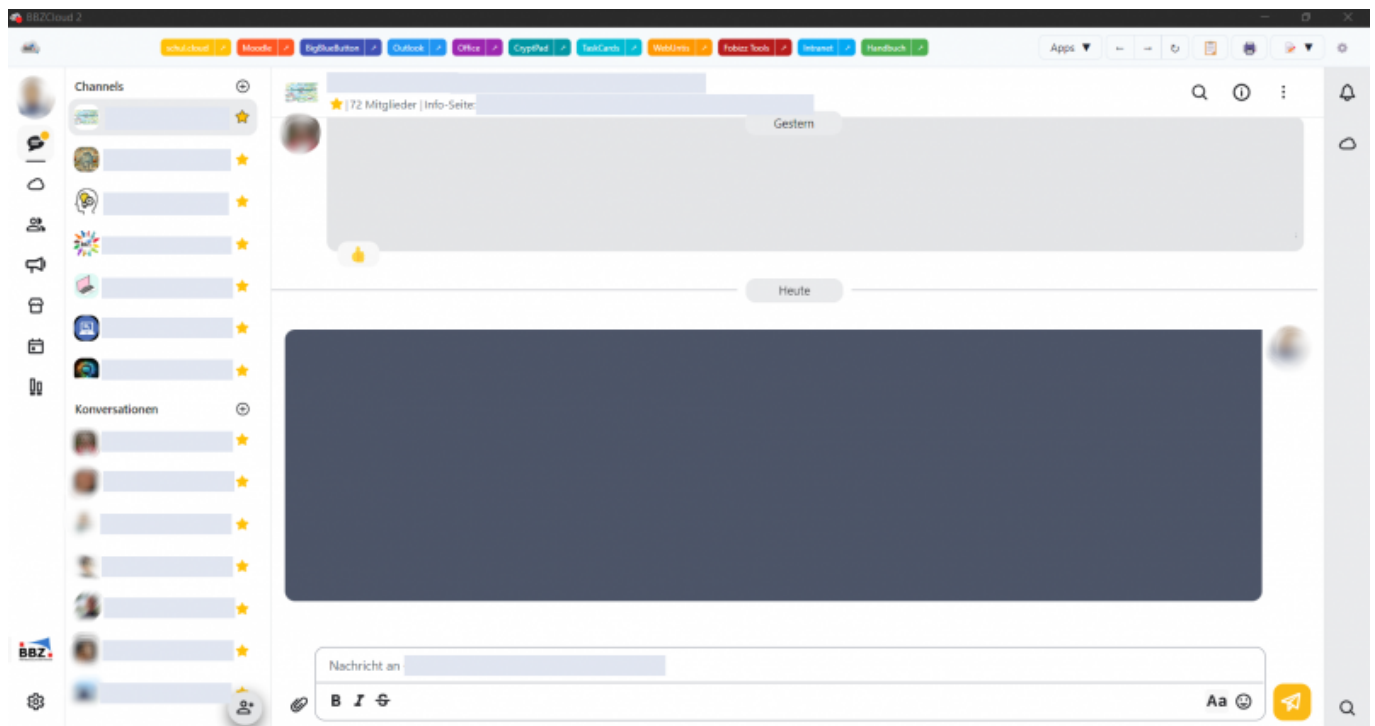 BBZCloud 2
schul.cloud Moodle BigBlueButton Outlook Office CryptPad TaskCards WebUntis Fobizz Tools Intranet Handbuch Apps
Channels
| 72 Mitglieder | Info-Seite:
Gestern
Heute
Konversationen
BBZ
Nachricht an
B I S Aa